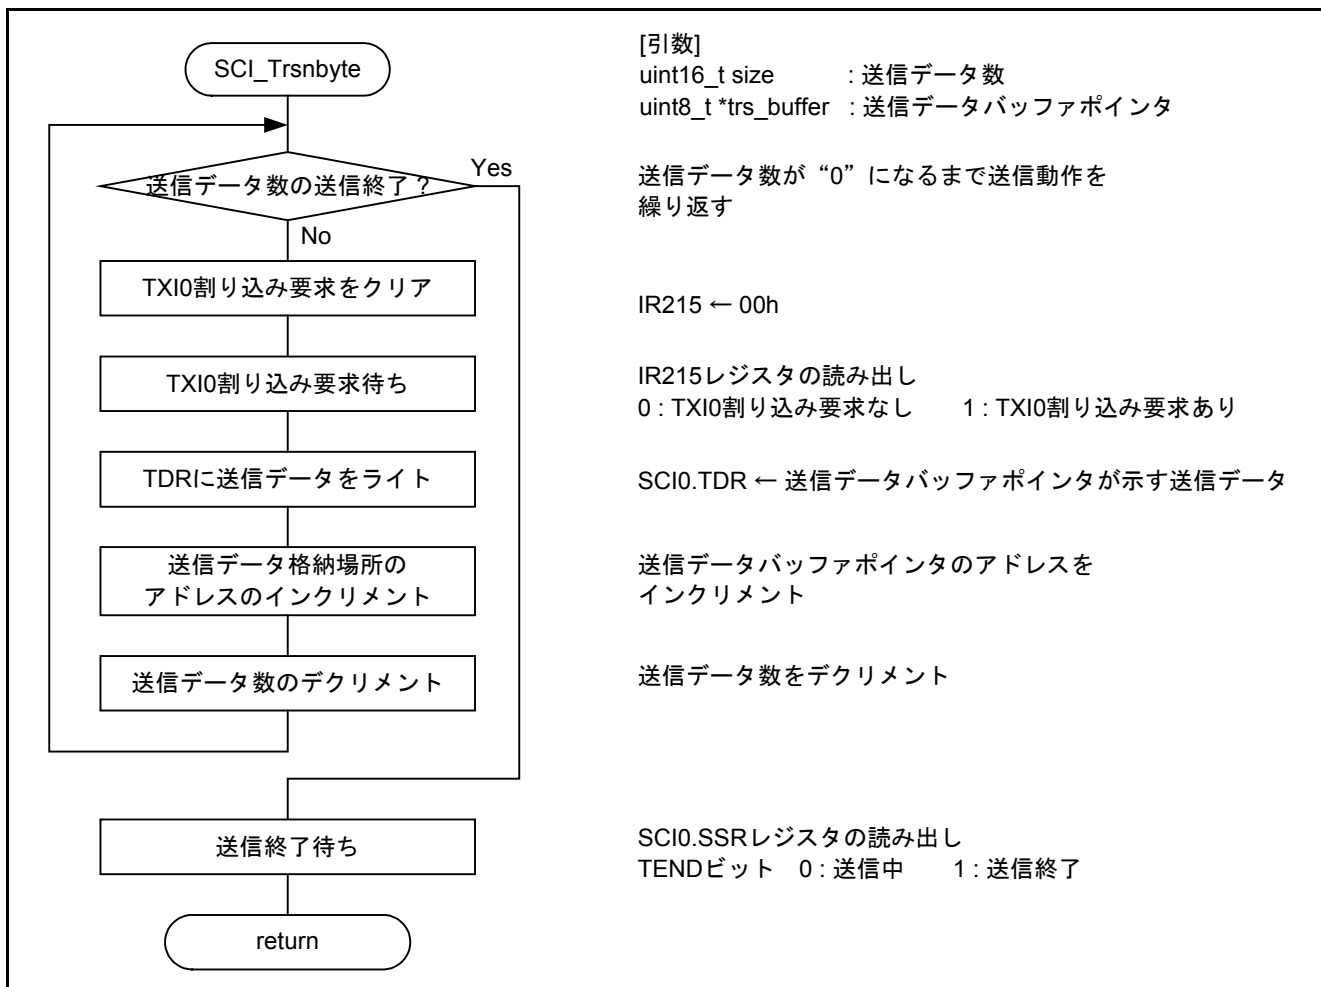 SCI_Trsnbyte
[引数]
uint16_t size : 送信データ数
uint8_t *trs_buffer : 送信データバッファポインタ
送信データ数の送信終了？
Yes
No
送信データ数が“0”になるまで送信動作を
繰り返す
TXI0割り込み要求をクリア
IR215 ← 00h
TXI0割り込み要求待ち
IR215レジスタの読み出し
0 : TXI0割り込み要求なし 1 : TXI0割り込み要求あり
TDRに送信データをライト
SCI0.TDR ← 送信データバッファポインタが示す送信データ
送信データ格納場所の
アドレスのインクリメント
送信データバッファポインタのアドレスを
インクリメント
送信データ数のデクリメント
送信データ数をデクリメント
送信終了待ち
SCI0.SSRレジスタの読み出し
TENDビット 0 : 送信中 1 : 送信終了
return